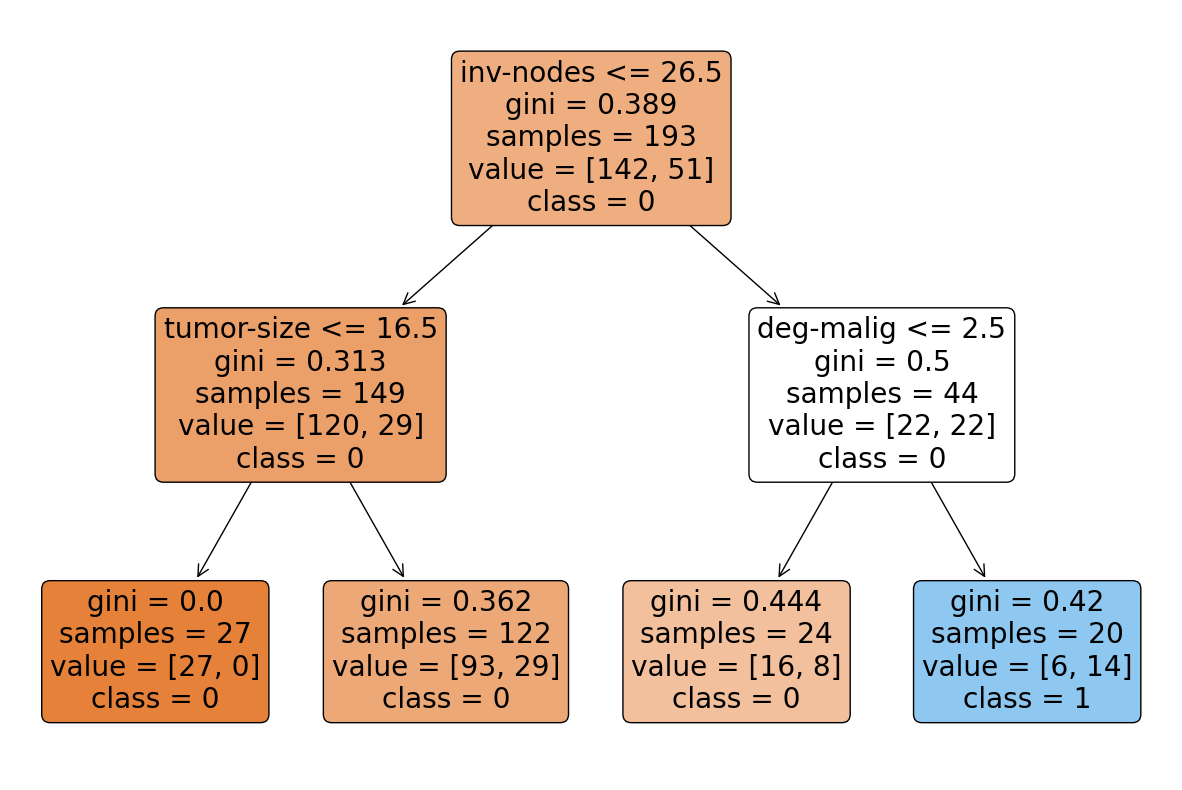 inv-nodes <= 26.5
gini = 0.389
samples = 193
value = [142, 51]
class = 0
tumor-size <= 16.5
gini = 0.313
samples = 149
value = [120, 29]
class = 0
deg-malig <= 2.5
gini = 0.5
samples = 44
value = [22, 22]
class = 0
gini = 0.0
samples = 27
value = [27, 0]
class = 0
gini = 0.362
samples = 122
value = [93, 29]
class = 0
gini = 0.444
samples = 24
value = [16, 8]
class = 0
gini = 0.42
samples = 20
value = [6, 14]
class = 1